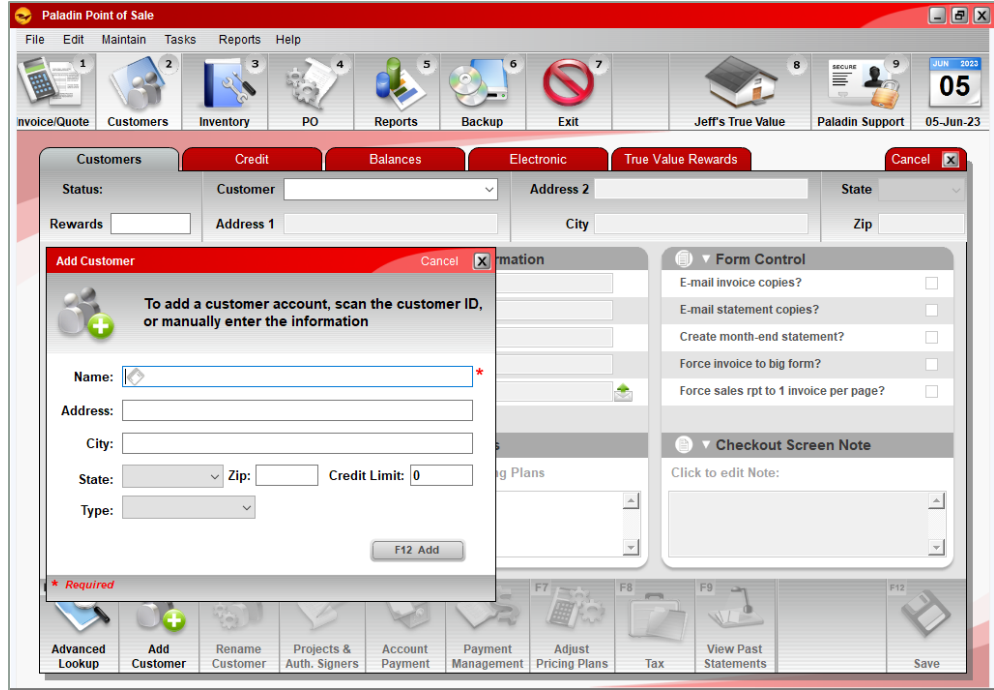 Paladin Point of Sale
File Edit Maintain Tasks Reports Help
1 2 3 4 5 6 7 8 SECURE 9 JUN 2023
05
nvoice/Quote Customers Inventory PO Reports Backup Exit Jeff's True Value Paladin Support 05-Jun-23
Customers Credit Balances Electronic True Value Rewards Cancel X
Status: Customer Address 2 State
Rewards Address 1 City Zip
Add Customer Cancel X
To add a customer account, scan the customer ID,
or manually enter the information
Name: *
Address:
City:
State: Zip: Credit Limit: 0
Type:
F12 Add
* Required
rmation
s
ng Plans
Form Control
E-mail invoice copies?
E-mail statement copies?
Create month-end statement?
Force invoice to big form?
Force sales rpt to 1 invoice per page?
Checkout Screen Note
Click to edit Note:
F7 F8 F9 F12
Advanced Lookup
Add Customer
Rename Customer
Projects & Auth. Signers
Account Payment
Payment Management
Adjust Pricing Plans
Tax
View Past Statements
Save